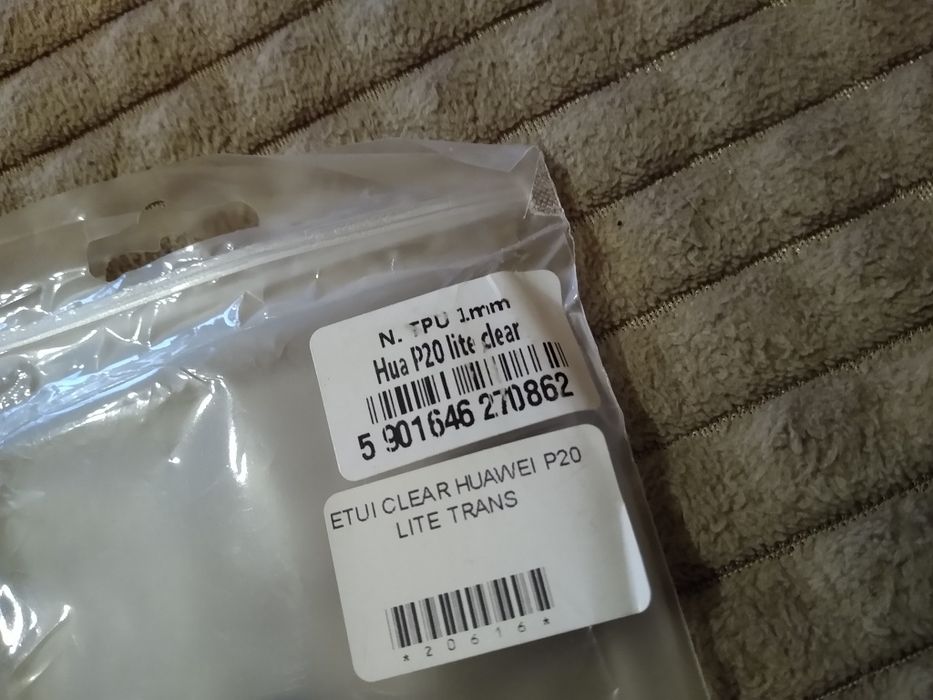 N. TPU 1mm
Hua P20 lite clear
5 901646 270862
ETUI CLEAR HUAWEI P20
LITE TRANS
*20616*